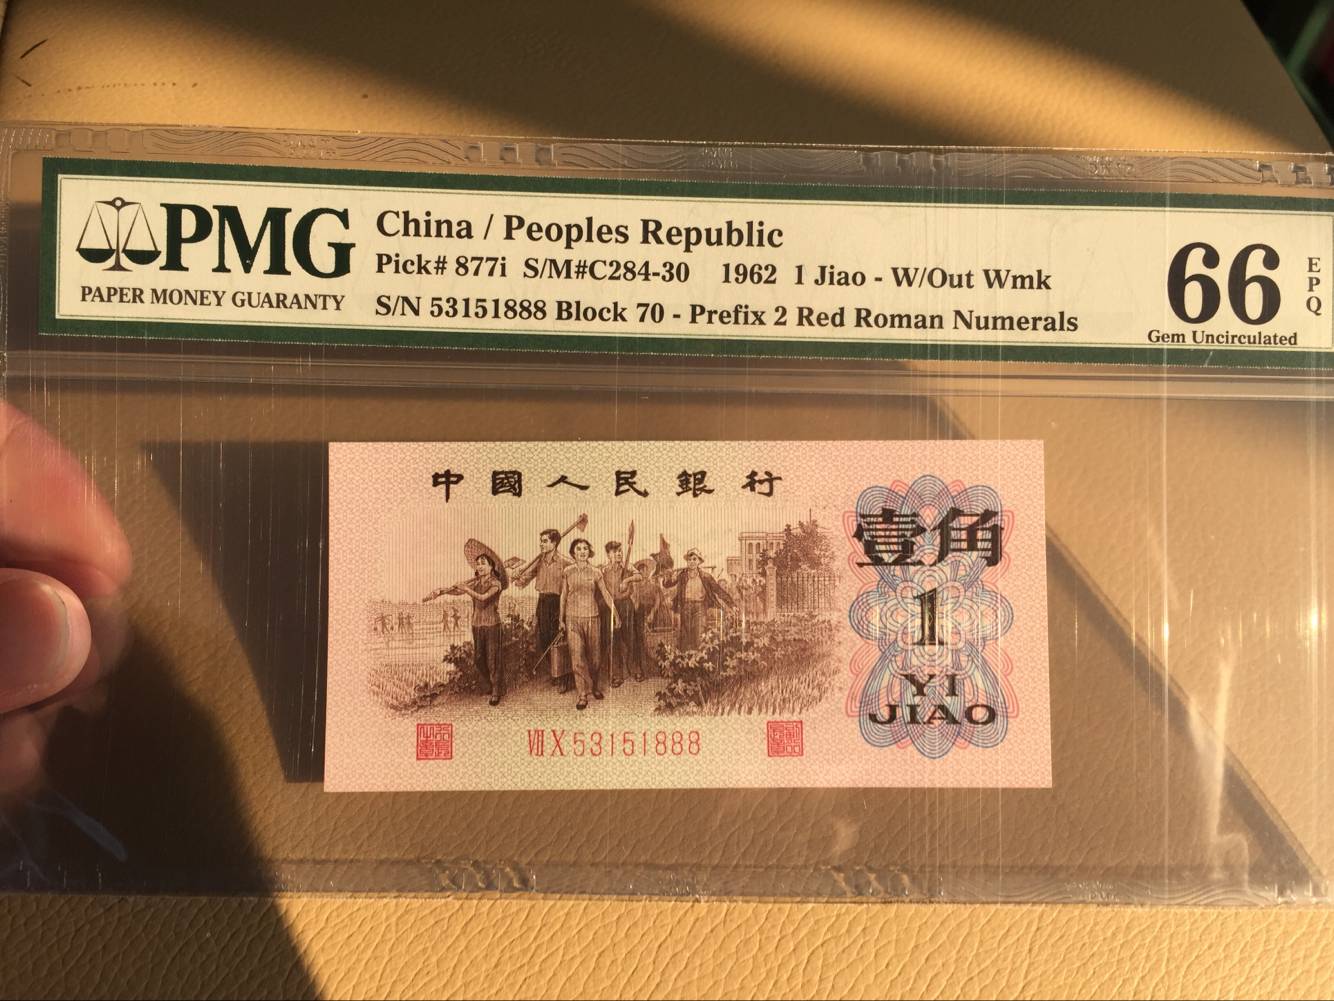 PMG
PAPER MONEY GUARANTY
China / Peoples Republic
Pick# 877i S/M#C284-30 1962 1 Jiao - W/Out Wmk
S/N 53151888 Block 70 - Prefix 2 Red Roman Numerals
66
EPQ
Gem Uncirculated
中國人民銀行
壹角
1
YI
JIAO
VII X 53151888